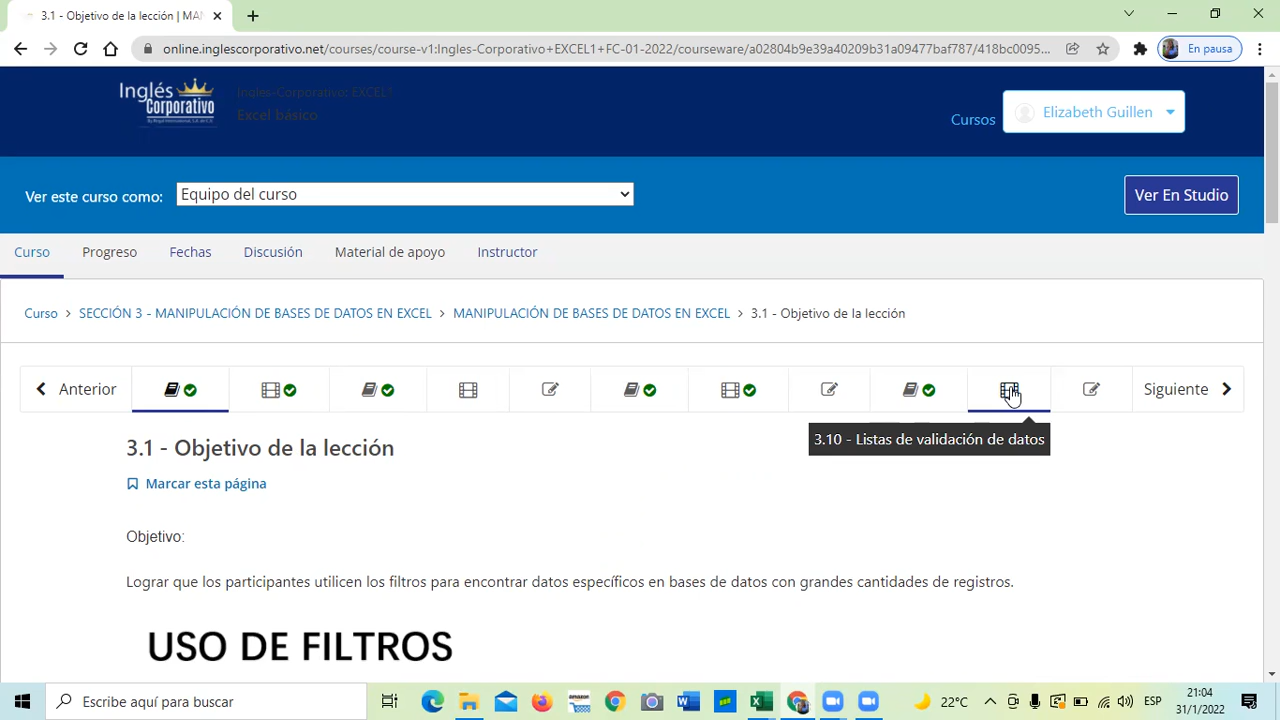 3.1 - Objetivo de la lección | MA
online.inglescorporativo.net/courses/course-v1:Ingles-Corporativo+EXCEL1+FC-01-2022/courseware/a02804b9e39a40209b31a09477baf787/418bc0095...
En pausa
Inglés
Corporativo
Inglés-Corporativo: EXCEL1
Excel básico
Cursos
Elizabeth Guillen
Ver este curso como:
Equipo del curso
Ver En Studio
Curso
Progreso
Fechas
Discusión
Material de apoyo
Instructor
Curso > SECCIÓN 3 - MANIPULACIÓN DE BASES DE DATOS EN EXCEL > MANIPULACIÓN DE BASES DE DATOS EN EXCEL > 3.1 - Objetivo de la lección
Anterior
Siguiente
3.10 - Listas de validación de datos
3.1 - Objetivo de la lección
Marcar esta página
Objetivo:
Lograr que los participantes utilicen los filtros para encontrar datos específicos en bases de datos con grandes cantidades de registros.
USO DE FILTROS
Escribe aquí para buscar
22°C
ESP
21:04
31/1/2022